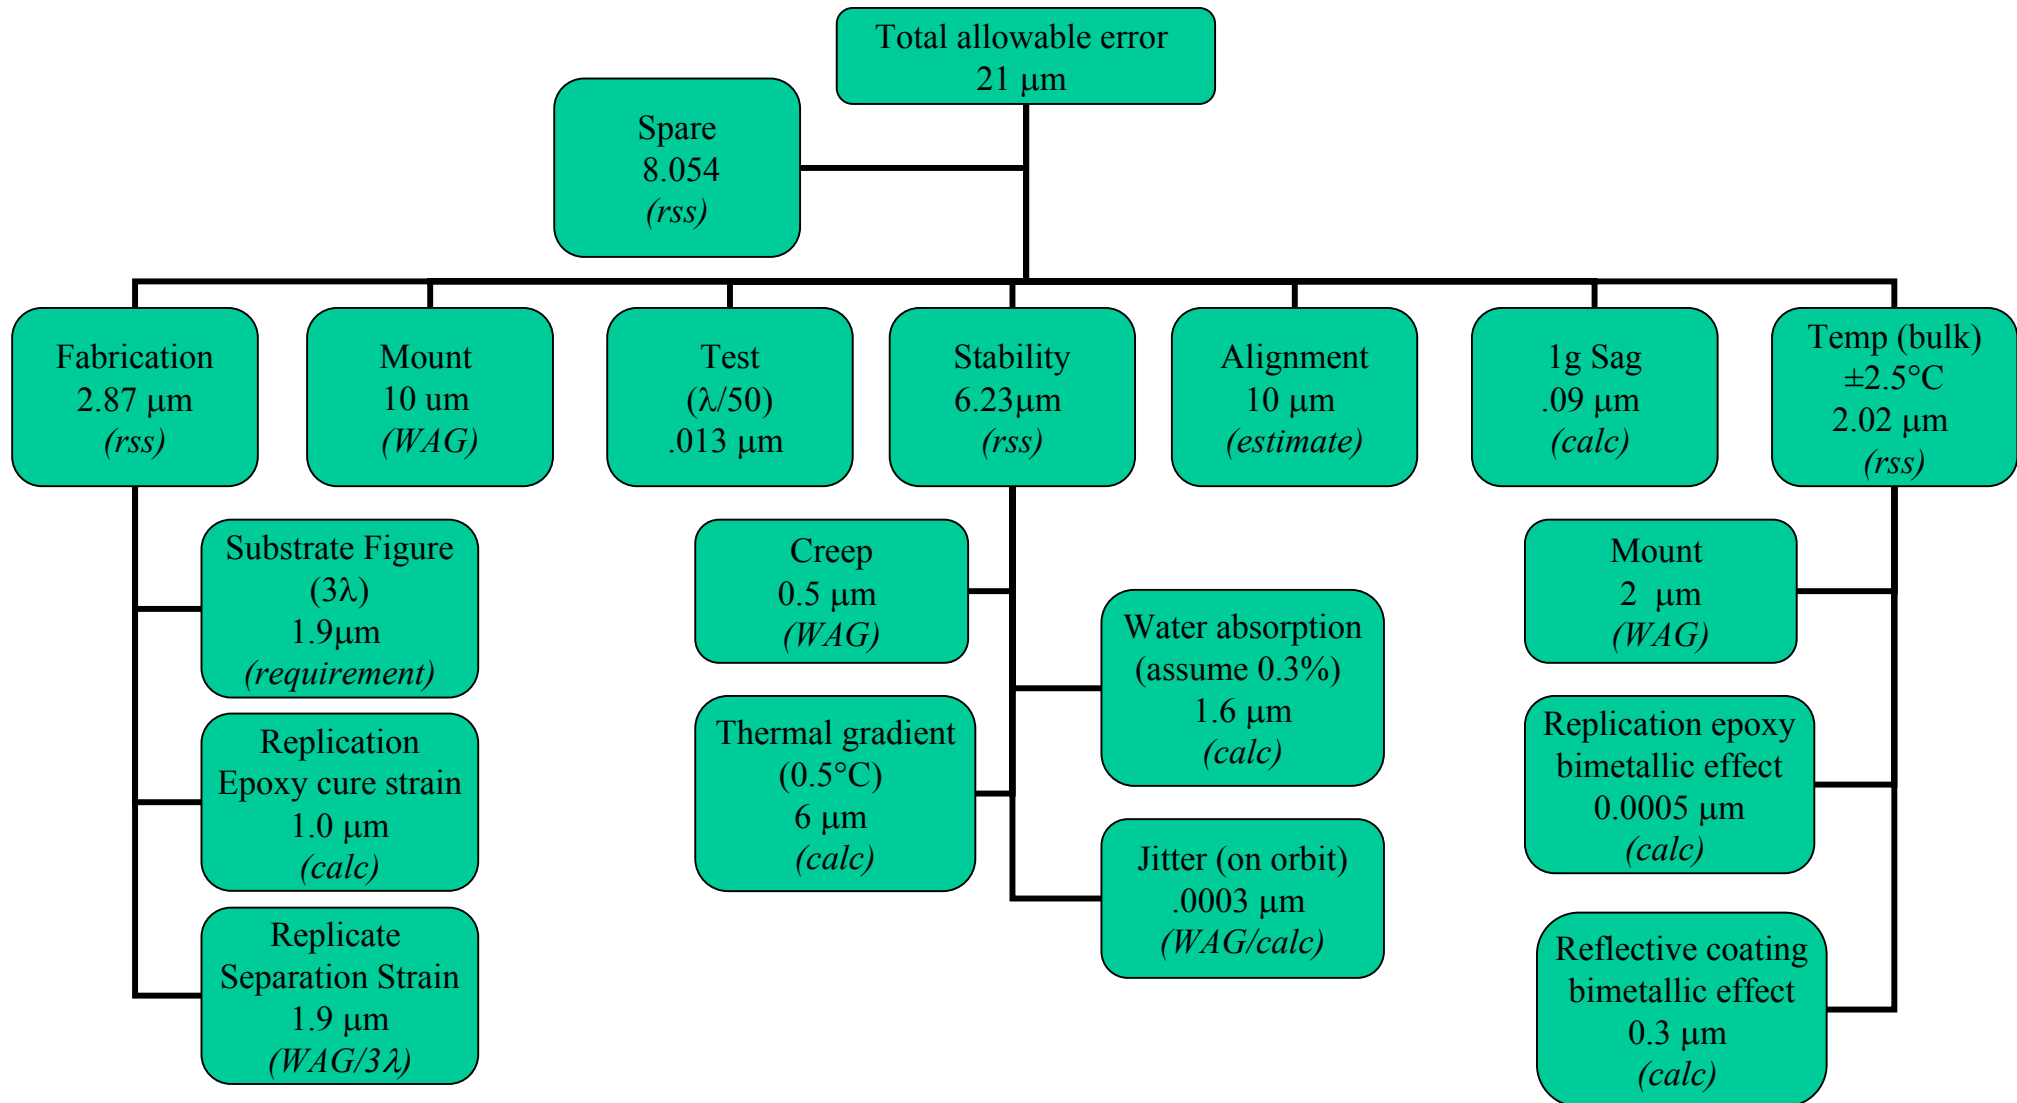 Total allowable error
21 μm
Spare
8.054
(rss)
Fabrication
2.87 μm
(rss)
Mount
10 um
(WAG)
Test
(λ/50)
.013 μm
Stability
6.23μm
(rss)
Alignment
10 μm
(estimate)
1g Sag
.09 μm
(calc)
Temp (bulk)
±2.5°C
2.02 μm
(rss)
Substrate Figure
(3λ)
1.9μm
(requirement)
Replication
Epoxy cure strain
1.0 μm
(calc)
Replicate
Separation Strain
1.9 μm
(WAG/3λ)
Creep
0.5 μm
(WAG)
Thermal gradient
(0.5°C)
6 μm
(calc)
Water absorption
(assume 0.3%)
1.6 μm
(calc)
Jitter (on orbit)
.0003 μm
(WAG/calc)
Mount
2 μm
(WAG)
Replication epoxy
bimetallic effect
0.0005 μm
(calc)
Reflective coating
bimetallic effect
0.3 μm
(calc)